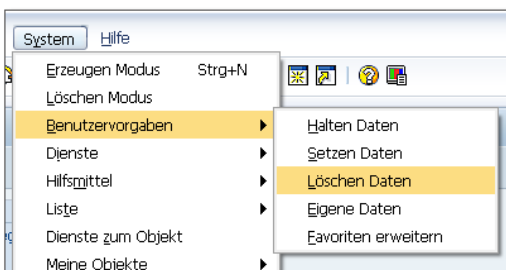 System Hilfe
Erzeugen Modus Strg+N
Löschen Modus
Benutzervorgaben
Halten Daten
Dienste
Setzen Daten
Hilfsmittel
Löschen Daten
Liste
Eigene Daten
Dienste zum Objekt
Favoriten erweitern
Meine Objekte